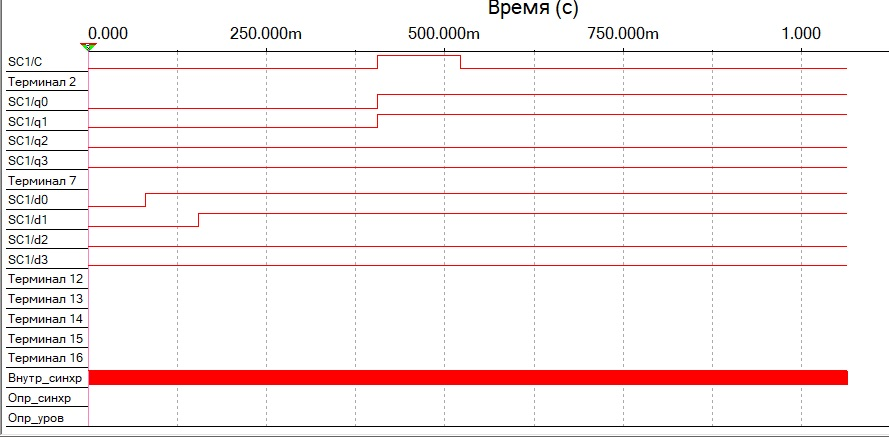 Время (с)
0.000 250.000m 500.000m 750.000m 1.000
SC1/C
Терминал 2
SC1/q0
SC1/q1
SC1/q2
SC1/q3
Терминал 7
SC1/d0
SC1/d1
SC1/d2
SC1/d3
Терминал 12
Терминал 13
Терминал 14
Терминал 15
Терминал 16
Внутр_синхр
Опр_синхр
Опр_уров